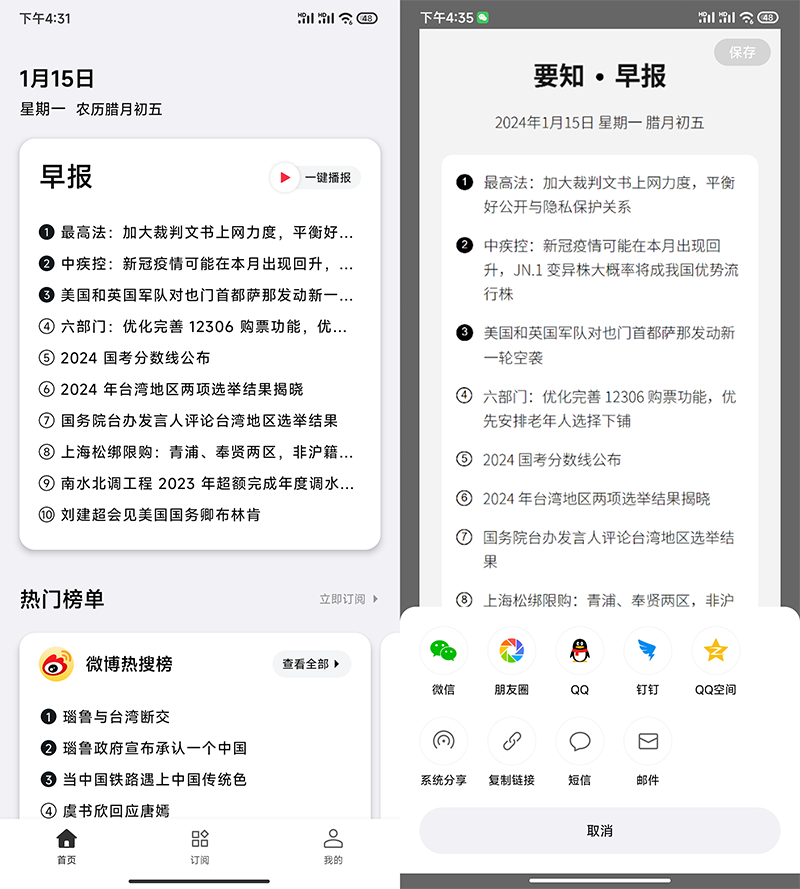 下午4:31
48
1月15日
星期一 农历腊月初五
早报
一键播报
1 最高法：加大裁判文书上网力度，平衡好...
2 中疾控：新冠疫情可能在本月出现回升，...
3 美国和英国军队对也门首都萨那发动新一...
④ 六部门：优化完善 12306 购票功能，优...
⑤ 2024 国考分数线公布
⑥ 2024 年台湾地区两项选举结果揭晓
⑦ 国务院台办发言人评论台湾地区选举结果
⑧ 上海松绑限购：青浦、奉贤两区，非沪籍...
⑨ 南水北调工程 2023 年超额完成年度调水...
⑩ 刘建超会见美国国务卿布林肯
热门榜单
立即订阅
微博热搜榜
查看全部
1 瑙鲁与台湾断交
2 瑙鲁政府宣布承认一个中国
3 当中国铁路遇上中国传统色
④ 虞书欣回应唐嫣
首页
订阅
我的
下午4:35
48
保存
要知 • 早报
2024年1月15日 星期一 腊月初五
1 最高法：加大裁判文书上网力度，平衡
好公开与隐私保护关系
2 中疾控：新冠疫情可能在本月出现回
升，JN.1 变异株大概率将成我国优势流
行株
3 美国和英国军队对也门首都萨那发动新
一轮空袭
④ 六部门：优化完善 12306 购票功能，优
先安排老年人选择下铺
⑤ 2024 国考分数线公布
⑥ 2024 年台湾地区两项选举结果揭晓
⑦ 国务院台办发言人评论台湾地区选举结
果
⑧ 上海松绑限购：青浦、奉贤两区，非沪
微信
朋友圈
QQ
钉钉
QQ空间
系统分享
复制链接
短信
邮件
取消